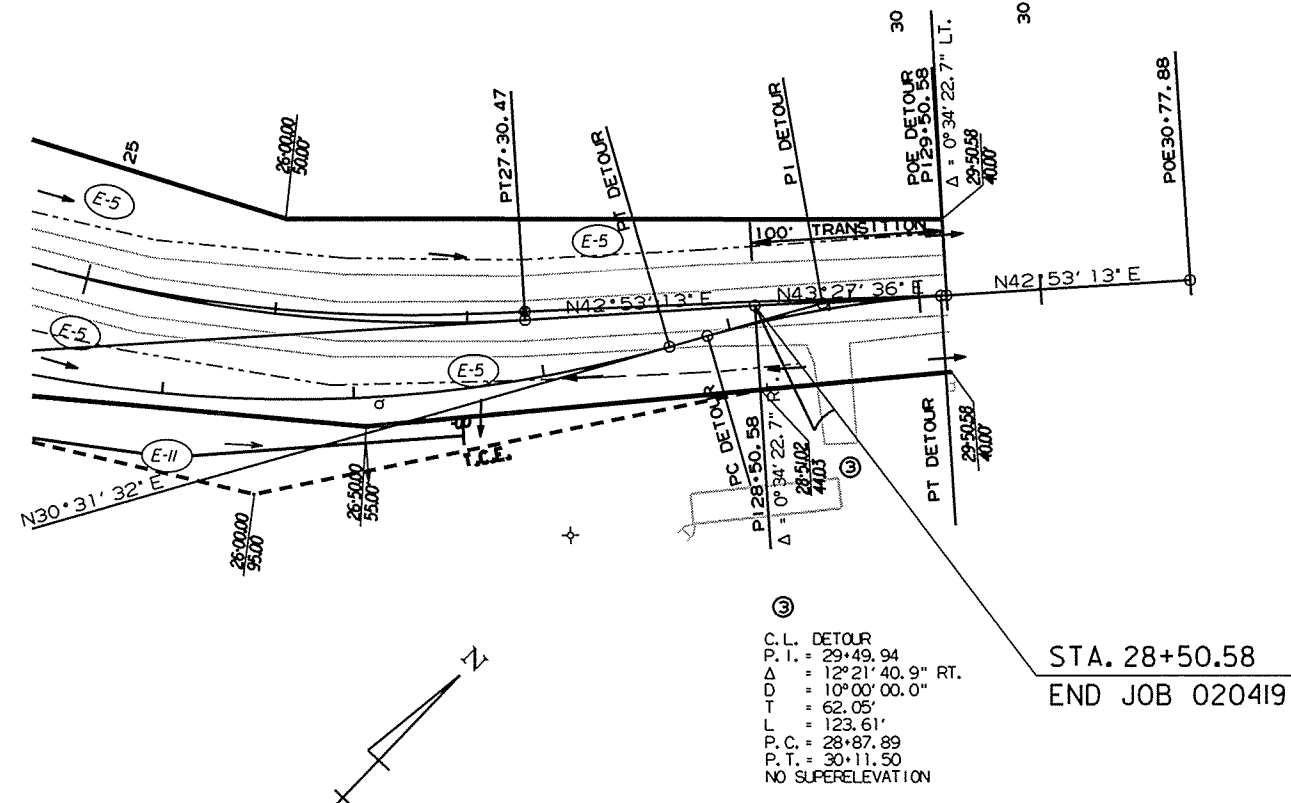 30
30
25
E-5
26+00.00
50.00'
PT27+30.47
PT DETOUR
PI DETOUR
POE DETOUR
PI29+50.58
Δ = 0°34'22.7" LT.
29+50.58
40.00'
POE30+77.88
E-5
100' TRANSITION
N42°53'13"E
N43°27'36"E
N42°53'13"E
E-5
E-5
E-11
T.C.E.
N30°31'32"E
26+00.00
95.00
26+50.00
55.00'
PC DETOUR
PI28+50.58
Δ = 0°34'22.7" R.
28+51.02
44.03
③
PT DETOUR
29+50.58
40.00'
③
C.L. DETOUR
P.I. = 29+49.94
Δ = 12°21'40.9" RT.
D = 10°00'00.0"
T = 62.05'
L = 123.61'
P.C. = 28+87.89
P.T. = 30+11.50
NO SUPERELEVATION
STA. 28+50.58
END JOB 020419
N